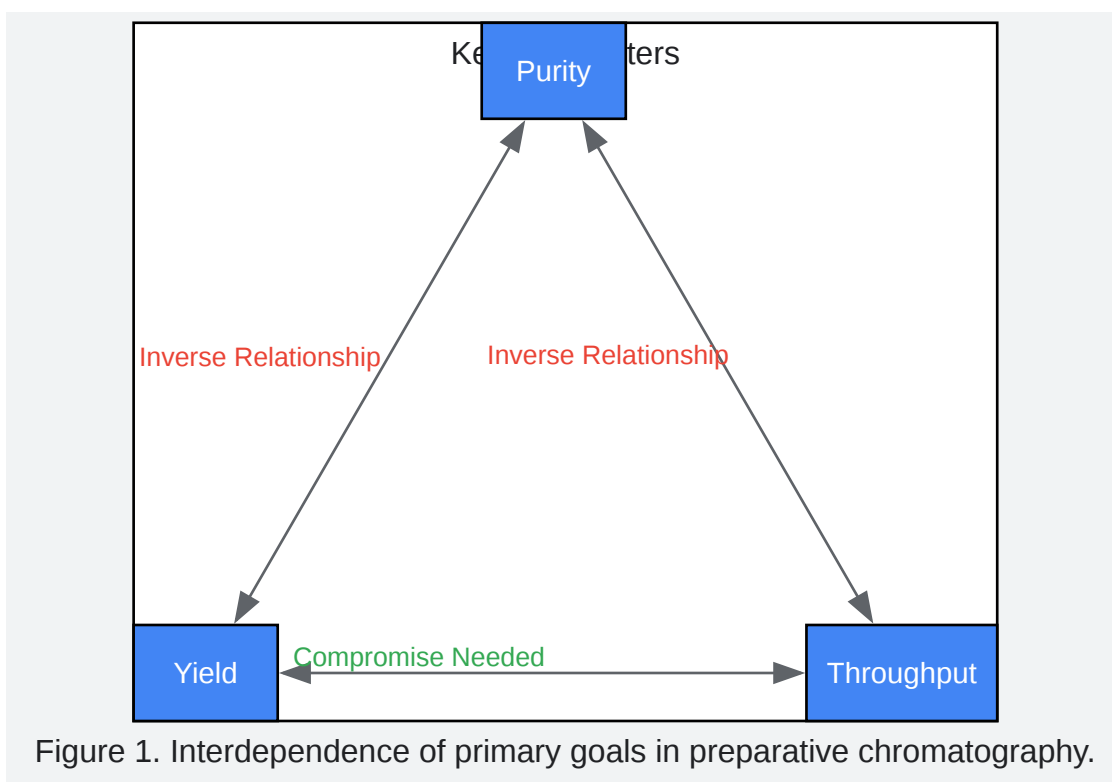 Purity
Inverse Relationship
Inverse Relationship
Compromise Needed
Yield
Throughput
Figure 1. Interdependence of primary goals in preparative chromatography.